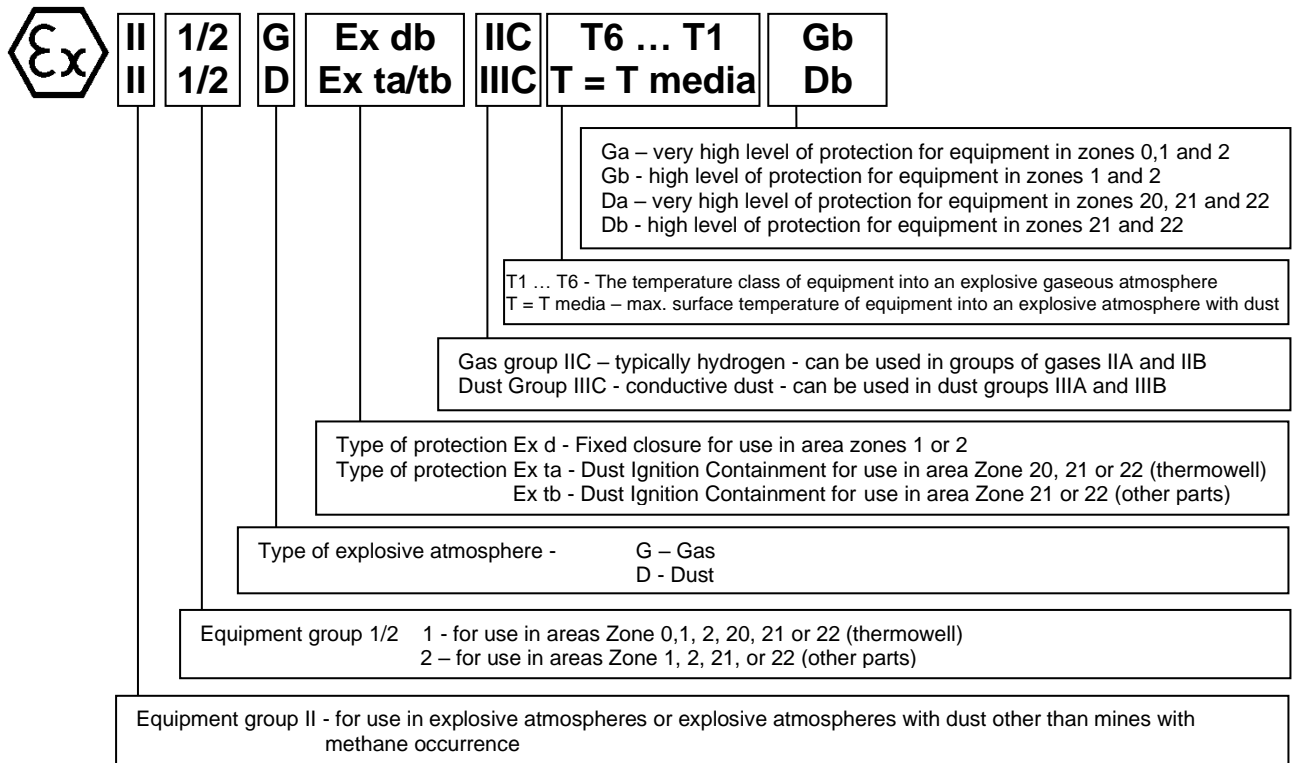 Ex II 1/2 G Ex db IIC T6 … T1 Gb
II 1/2 D Ex ta/tb IIIC T = T media Db
Ga – very high level of protection for equipment in zones 0,1 and 2
Gb - high level of protection for equipment in zones 1 and 2
Da – very high level of protection for equipment in zones 20, 21 and 22
Db - high level of protection for equipment in zones 21 and 22
T1 … T6 - The temperature class of equipment into an explosive gaseous atmosphere
T = T media – max. surface temperature of equipment into an explosive atmosphere with dust
Gas group IIC – typically hydrogen - can be used in groups of gases IIA and IIB
Dust Group IIIC - conductive dust - can be used in dust groups IIIA and IIIB
Type of protection Ex d - Fixed closure for use in area zones 1 or 2
Type of protection Ex ta - Dust Ignition Containment for use in area Zone 20, 21 or 22 (thermowell)
Ex tb - Dust Ignition Containment for use in area Zone 21 or 22 (other parts)
Type of explosive atmosphere - G – Gas
D - Dust
Equipment group 1/2 1 - for use in areas Zone 0,1, 2, 20, 21 or 22 (thermowell)
2 – for use in areas Zone 1, 2, 21, or 22 (other parts)
Equipment group II - for use in explosive atmospheres or explosive atmospheres with dust other than mines with
methane occurrence